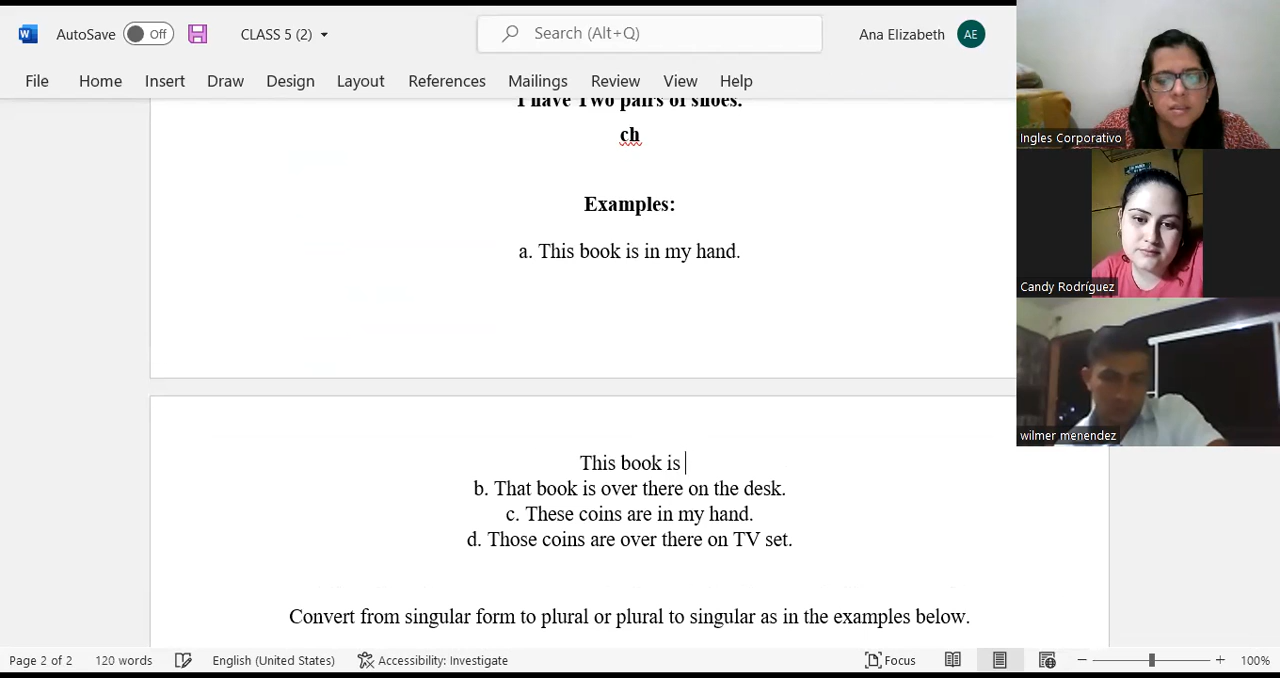 AutoSave Off CLASS 5 (2) Search (Alt+Q) Ana Elizabeth AE
File Home Insert Draw Design Layout References Mailings Review View Help
I have Two pairs of shoes.
ch
Examples:
a. This book is in my hand.
This book is
b. That book is over there on the desk.
c. These coins are in my hand.
d. Those coins are over there on TV set.
Convert from singular form to plural or plural to singular as in the examples below.
Page 2 of 2 120 words English (United States) Accessibility: Investigate Focus 100%
Ingles Corporativo
Candy Rodríguez
wilmer menendez